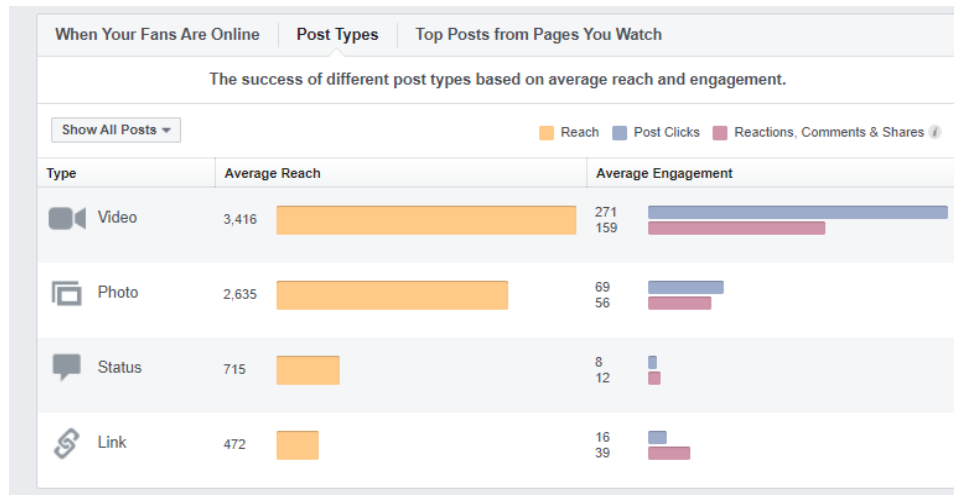 When Your Fans Are Online Post Types Top Posts from Pages You Watch
The success of different post types based on average reach and engagement.
Show All Posts Reach Post Clicks Reactions, Comments & Shares i
Type Average Reach Average Engagement
Video 3,416 271
159
Photo 2,635 69
56
Status 715 8
12
Link 472 16
39